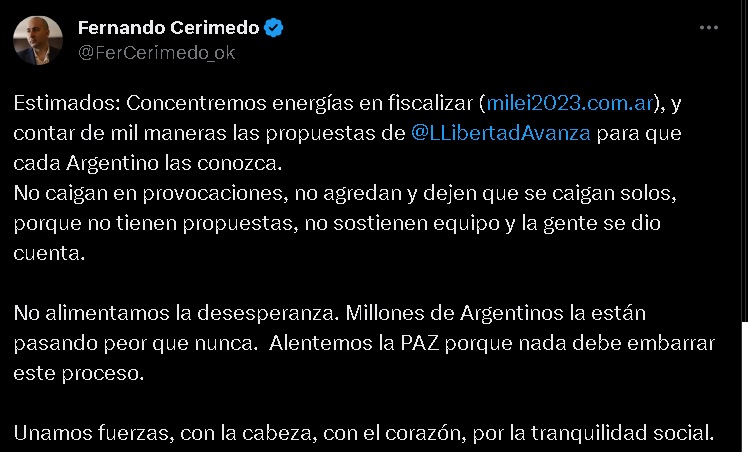 Fernando Cerimedo
@FerCerimedo_ok
Estimados: Concentremos energías en fiscalizar (milei2023.com.ar), y
contar de mil maneras las propuestas de @LLibertadAvanza para que
cada Argentino las conozca.
No caigan en provocaciones, no agredan y dejen que se caigan solos,
porque no tienen propuestas, no sostienen equipo y la gente se dio
cuenta.
No alimentamos la desesperanza. Millones de Argentinos la están
pasando peor que nunca.  Alentemos la PAZ porque nada debe embarrar
este proceso.
Unamos fuerzas, con la cabeza, con el corazón, por la tranquilidad social.